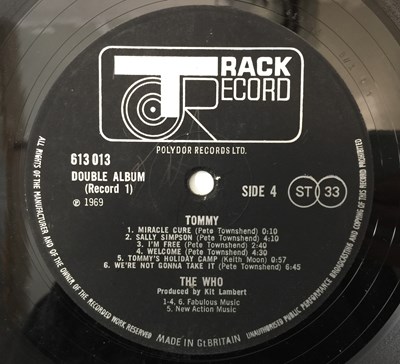 TRACK
RECORD
POLYDOR RECORDS LTD.
613 013
DOUBLE ALBUM
(Record 1)
℗ 1969
SIDE 4
ST 33
TOMMY
1. MIRACLE CURE (Pete Townshend) 0:10
2. SALLY SIMPSON (Pete Townshend) 4:10
3. I'M FREE (Pete Townshend) 2:40
4. WELCOME (Pete Townshend) 4:30
5. TOMMY'S HOLIDAY CAMP (Keith Moon) 0:57
6. WE'RE NOT GONNA TAKE IT (Pete Townshend) 6:45
THE WHO
Produced by Kit Lambert
1-4, 6. Fabulous Music
5. New Action Music
ALL RIGHTS OF THE MANUFACTURER AND OF THE OWNER OF THE RECORDED WORK RESERVED
UNAUTHORISED PUBLIC PERFORMANCE BROADCASTING AND COPYING OF THIS RECORD PROHIBITED
MADE IN Gt. BRITAIN